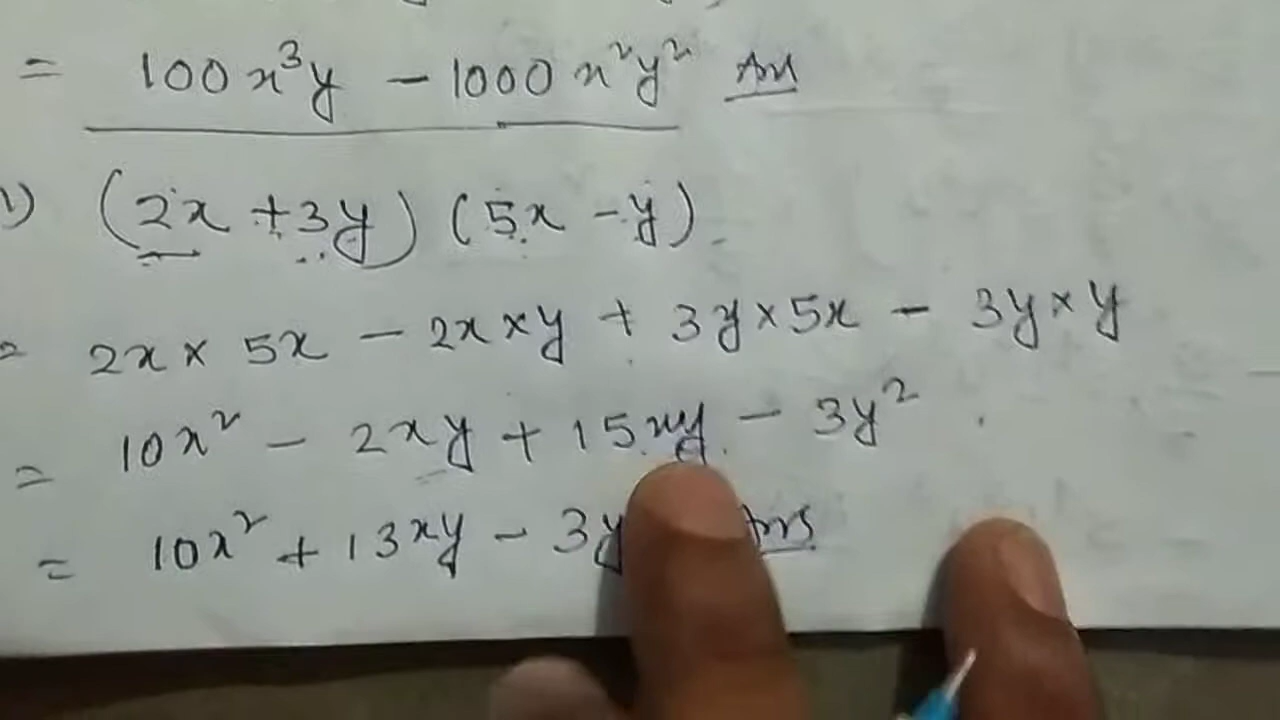 = 100x³y - 1000x²y² Ans
1) (2x + 3y) (5x - y)
= 2x × 5x - 2x × y + 3y × 5x - 3y × y
= 10x² - 2xy + 15xy - 3y²
= 10x² + 13xy - 3y Ans